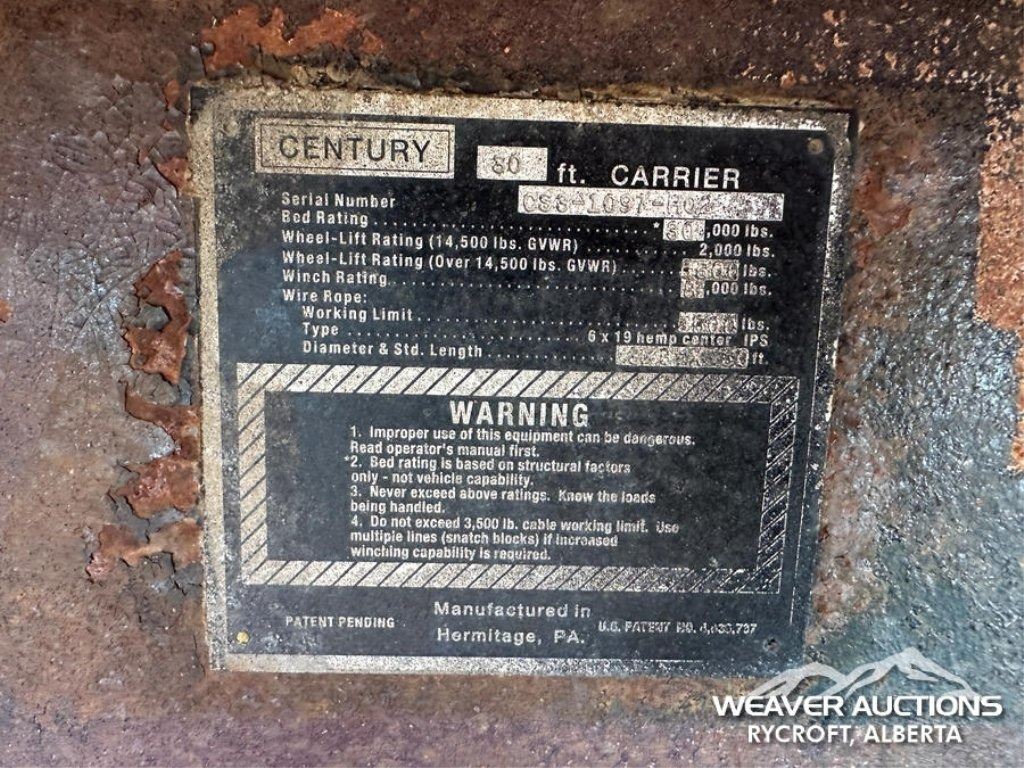 CENTURY
ft. CARRIER
Serial Number
Bed Rating ,000 lbs.
Wheel-Lift Rating (14,500 lbs. GVWR) 2,000 lbs.
Wheel-Lift Rating (Over 14,500 lbs. GVWR) lbs.
Winch Rating ,000 lbs.
Wire Rope:
Working Limit lbs.
Type 6 x 19 hemp center IPS
Diameter & Std. Length ft.
WARNING
1. Improper use of this equipment can be dangerous.
Read operator's manual first.
*2. Bed rating is based on structural factors
only - not vehicle capability.
3. Never exceed above ratings. Know the loads
being handled.
4. Do not exceed 3,500 lb. cable working limit. Use
multiple lines (snatch blocks) if increased
winching capability is required.
PATENT PENDING
Manufactured in
Hermitage, PA.
U.S. PATENT NO.
WEAVER AUCTIONS
RYCROFT, ALBERTA